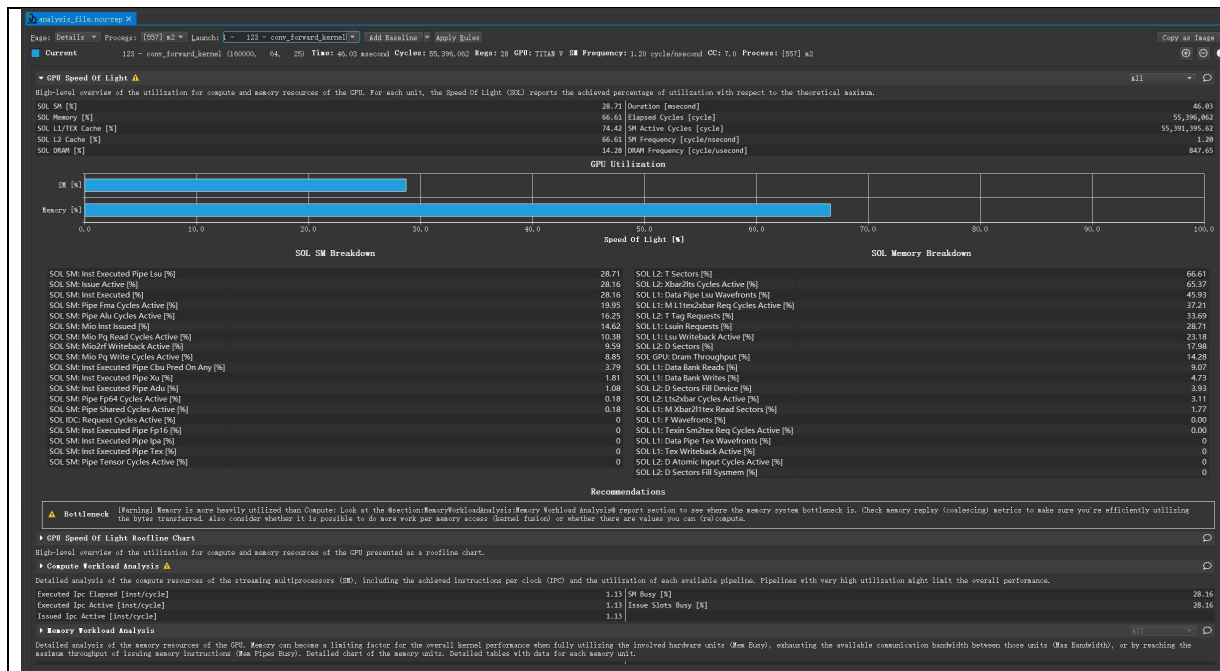 analysis_file.ncu-rep ×
Page: Details Process: [557] m2 Launch: 1 - 123 - conv_forward_kernel Add Baseline Apply Rules Copy as Image
Current 123 - conv_forward_kernel (160000, 64, 25) Time: 46.03 msecond Cycles: 55,396,062 Regs: 28 GPU: TITAN V SM Frequency: 1.20 cycle/nsecond CC: 7.0 Process: [557] m2
GPU Speed Of Light All
High-level overview of the utilization for compute and memory resources of the GPU. For each unit, the Speed Of Light (SOL) reports the achieved percentage of utilization with respect to the theoretical maximum.
SOL SM [%] 28.71 Duration [msecond] 46.03
SOL Memory [%] 66.61 Elapsed Cycles [cycle] 55,396,062
SOL L1/TEX Cache [%] 74.42 SM Active Cycles [cycle] 55,391,395.62
SOL L2 Cache [%] 66.61 SM Frequency [cycle/nsecond] 1.20
SOL DRAM [%] 14.28 DRAM Frequency [cycle/usecond] 847.65
GPU Utilization
SM [%]
Memory [%]
0.0 10.0 20.0 30.0 40.0 50.0 60.0 70.0 80.0 90.0 100.0
Speed Of Light [%]
SOL SM Breakdown SOL Memory Breakdown
SOL SM: Inst Executed Pipe Lsu [%] 28.71 SOL L2: T Sectors [%] 66.61
SOL SM: Issue Active [%] 28.16 SOL L2: Xbar2lts Cycles Active [%] 65.37
SOL SM: Inst Executed [%] 28.16 SOL L1: Data Pipe Lsu Wavefronts [%] 45.93
SOL SM: Pipe Fma Cycles Active [%] 19.95 SOL L1: M L1tex2xbar Req Cycles Active [%] 37.21
SOL SM: Pipe Alu Cycles Active [%] 16.25 SOL L2: T Tag Requests [%] 33.69
SOL SM: Mio Inst Issued [%] 14.62 SOL L1: Lsuin Requests [%] 28.71
SOL SM: Mio Pq Read Cycles Active [%] 10.38 SOL L1: Lsu Writeback Active [%] 23.18
SOL SM: Mio2rf Writeback Active [%] 9.59 SOL L2: D Sectors [%] 17.98
SOL SM: Mio Pq Write Cycles Active [%] 8.85 SOL GPU: Dram Throughput [%] 14.28
SOL SM: Inst Executed Pipe Cbu Pred On Any [%] 3.79 SOL L1: Data Bank Reads [%] 9.07
SOL SM: Inst Executed Pipe Xu [%] 1.81 SOL L1: Data Bank Writes [%] 4.73
SOL SM: Inst Executed Pipe Adu [%] 1.08 SOL L2: D Sectors Fill Device [%] 3.93
SOL SM: Pipe Fp64 Cycles Active [%] 0.18 SOL L2: Lts2xbar Cycles Active [%] 3.11
SOL SM: Pipe Shared Cycles Active [%] 0.18 SOL L1: M Xbar2l1tex Read Sectors [%] 1.77
SOL IDC: Request Cycles Active [%] 0 SOL L1: F Wavefronts [%] 0.00
SOL SM: Inst Executed Pipe Fp16 [%] 0 SOL L1: Texin Sm2tex Req Cycles Active [%] 0.00
SOL SM: Inst Executed Pipe Ipa [%] 0 SOL L1: Data Pipe Tex Wavefronts [%] 0
SOL SM: Inst Executed Pipe Tex [%] 0 SOL L1: Tex Writeback Active [%] 0
SOL SM: Pipe Tensor Cycles Active [%] 0 SOL L2: D Atomic Input Cycles Active [%] 0
SOL L2: D Sectors Fill Sysmem [%] 0
Recommendations
Bottleneck [Warning] Memory is more heavily utilized than Compute: Look at the @section:MemoryWorkloadAnalysis:Memory Workload Analysis@ report section to see where the memory system bottleneck is. Check memory replay (coalescing) metrics to make sure you're efficiently utilizing
the bytes transferred. Also consider whether it is possible to do more work per memory access (kernel fusion) or whether there are values you can (re)compute.
GPU Speed Of Light Roofline Chart
High-level overview of the utilization for compute and memory resources of the GPU presented as a roofline chart.
Compute Workload Analysis
Detailed analysis of the compute resources of the streaming multiprocessors (SM), including the achieved instructions per clock (IPC) and the utilization of each available pipeline. Pipelines with very high utilization might limit the overall performance.
Executed Ipc Elapsed [inst/cycle] 1.13 SM Busy [%] 28.16
Executed Ipc Active [inst/cycle] 1.13 Issue Slots Busy [%] 28.16
Issued Ipc Active [inst/cycle] 1.13
Memory Workload Analysis All
Detailed analysis of the memory resources of the GPU. Memory can become a limiting factor for the overall kernel performance when fully utilizing the involved hardware units (Mem Busy), exhausting the available communication bandwidth between those units (Max Bandwidth), or by reaching the
maximum throughput of issuing memory instructions (Mem Pipes Busy). Detailed chart of the memory units. Detailed tables with data for each memory unit.